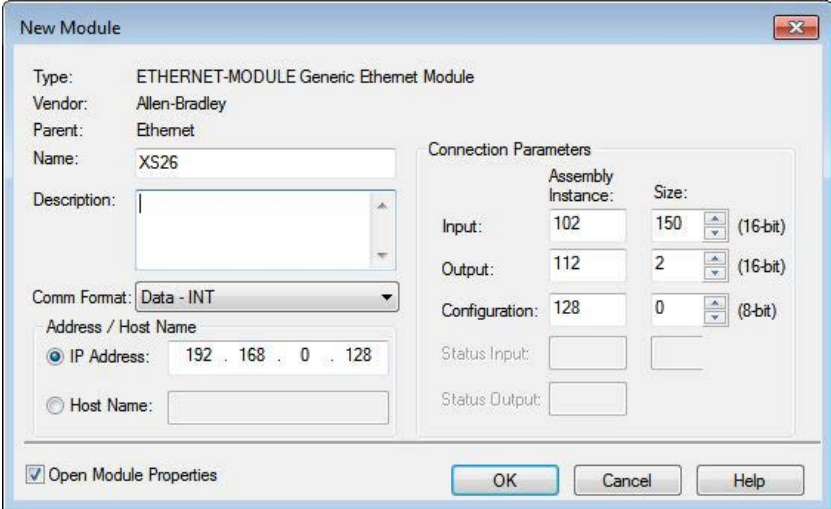 New Module
Type: ETHERNET-MODULE Generic Ethernet Module
Vendor: Allen-Bradley
Parent: Ethernet
Name: XS26
Description:
Comm Format: Data - INT
Address / Host Name
IP Address: 192 . 168 . 0 . 128
Host Name:
Connection Parameters
Assembly
Instance: Size:
Input: 102 150 (16-bit)
Output: 112 2 (16-bit)
Configuration: 128 0 (8-bit)
Status Input:
Status Output:
Open Module Properties
OK Cancel Help